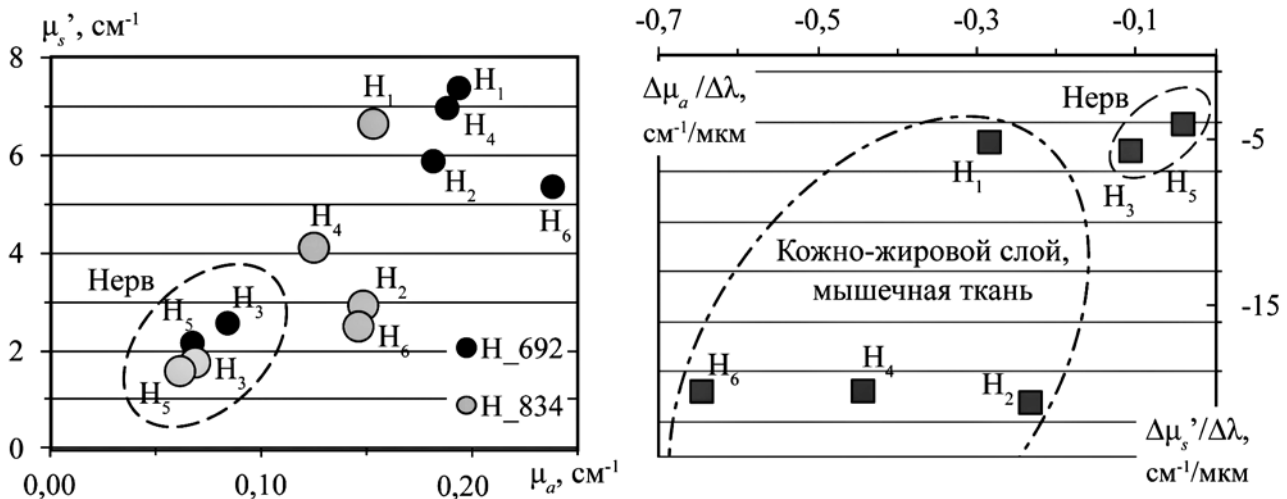 μₛ’, см⁻¹
8
6
4
2
0
0,00
0,10
0,20
μₐ, см⁻¹
H₁
H₁
H₄
H₂
H₆
H₄
H₂
H₆
Нерв
H₅
H₃
H₃
H₅
H_692
H_834
-0,7
-0,5
-0,3
-0,1
Δμₐ /Δλ,
см⁻¹/мкм
Нерв
-5
H₁
H₃
H₅
Кожно-жировой слой,
мышечная ткань
-15
H₆
H₄
H₂
Δμₛ’/Δλ,
см⁻¹/мкм